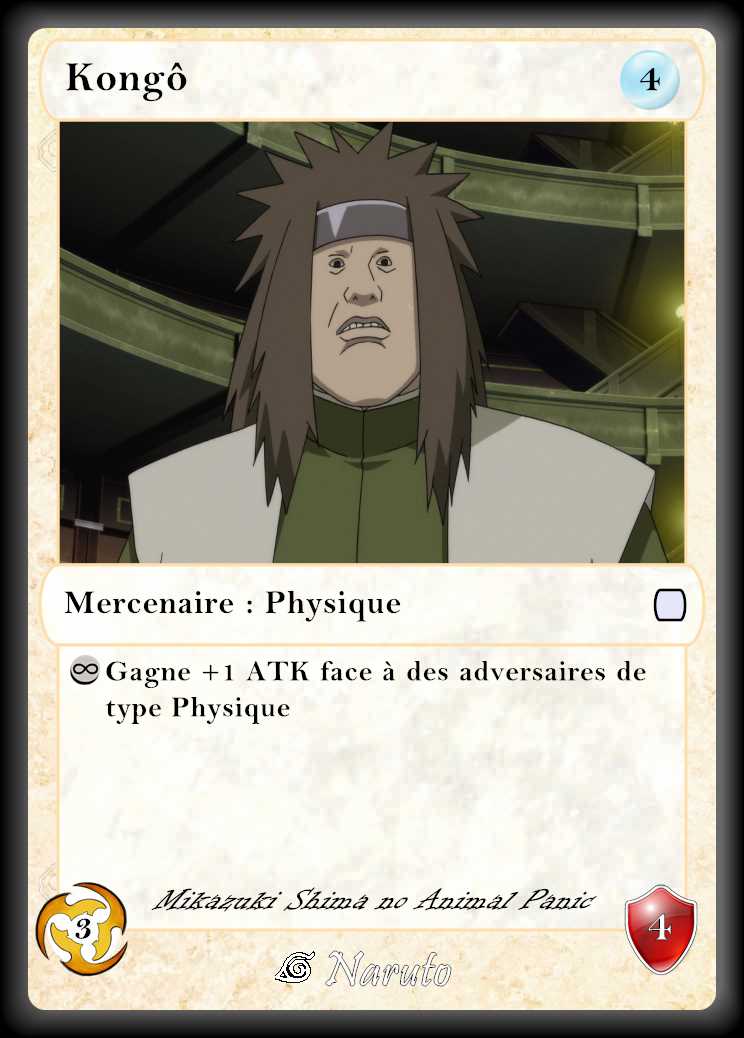 Kongô
4
Mercenaire : Physique
∞ Gagne +1 ATK face à des adversaires de
type Physique
Mikazuki Shima no Animal Panic
3
4
Naruto